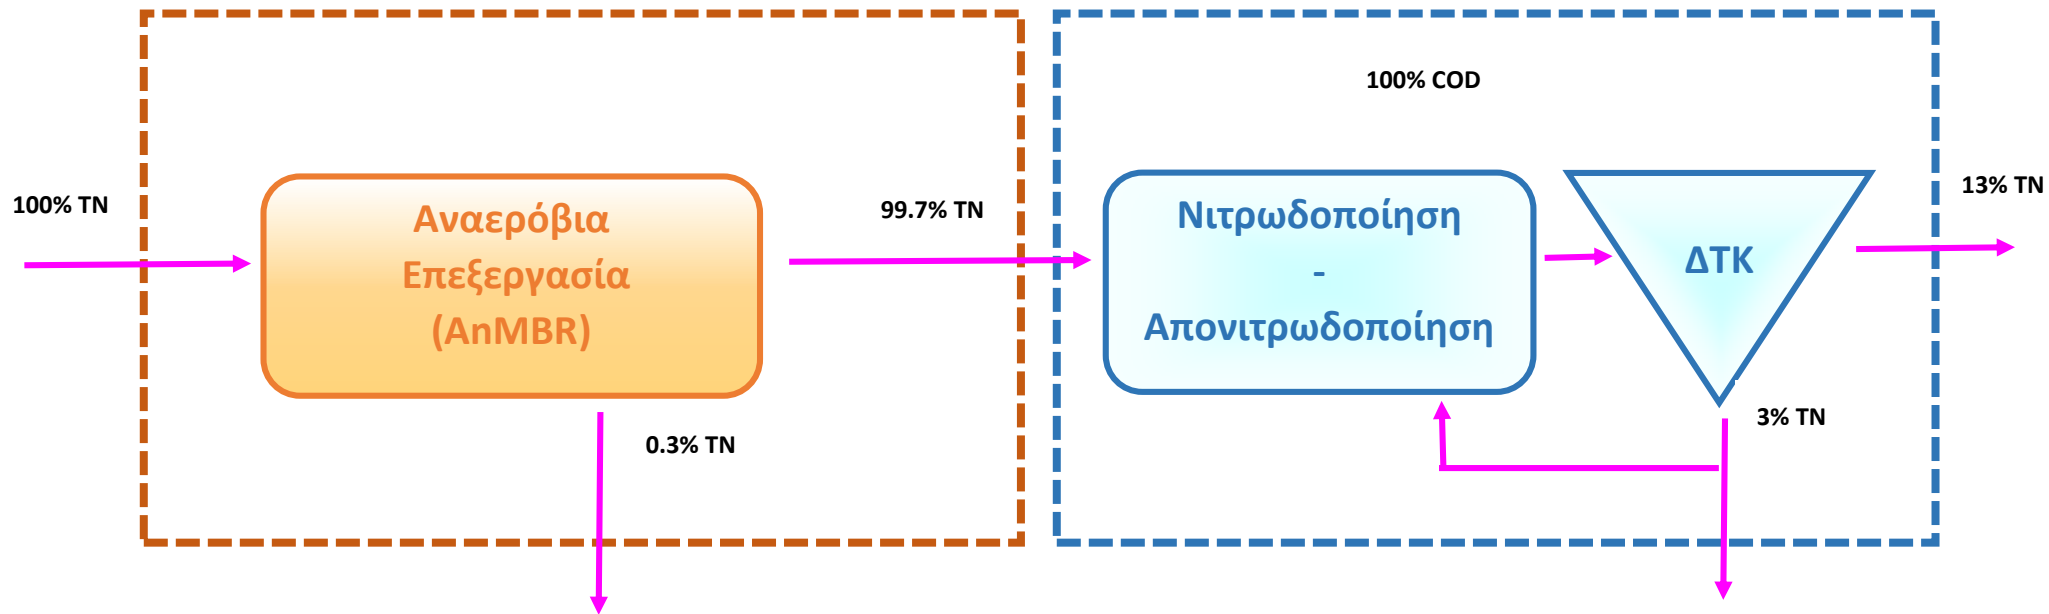 100% COD
100% TN
Αναερόβια
Επεξεργασία
(AnMBR)
99.7% TN
Νιτρωδοποίηση
-
Απονιτρωδοποίηση
ΔΤΚ
13% TN
0.3% TN
3% TN